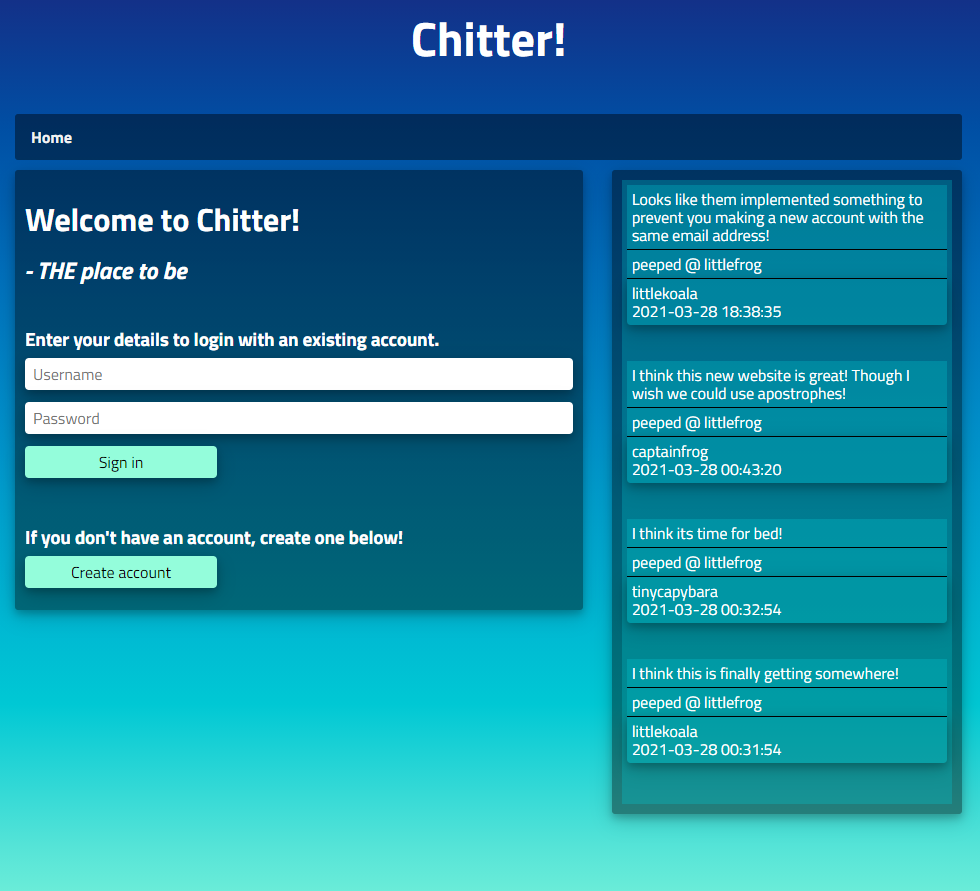 Chitter!
Home
Welcome to Chitter!
- THE place to be
Enter your details to login with an existing account.
Username
Password
Sign in
If you don't have an account, create one below!
Create account
Looks like them implemented something to
prevent you making a new account with the
same email address!
peeped @ littlefrog
littlekoala
2021-03-28 18:38:35
I think this new website is great! Though I
wish we could use apostrophes!
peeped @ littlefrog
captainfrog
2021-03-28 00:43:20
I think its time for bed!
peeped @ littlefrog
tinycapybara
2021-03-28 00:32:54
I think this is finally getting somewhere!
peeped @ littlefrog
littlekoala
2021-03-28 00:31:54